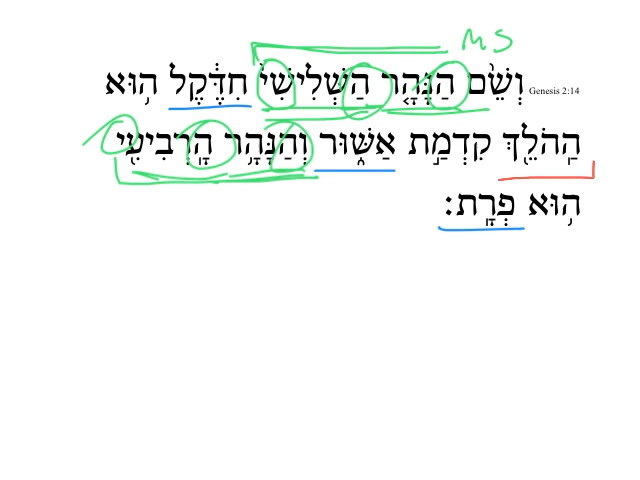 MS
Genesis 2:14 וְשֵׁ֨ם הַנָּהָ֤ר הַשְּׁלִישִׁי֙ חִדֶּ֔קֶל ה֥וּא
הַֽהֹלֵ֖ךְ קִדְמַ֣ת אַשּׁ֑וּר וְהַנָּהָ֥ר הָֽרְבִיעִ֖י
ה֥וּא פְרָֽת׃